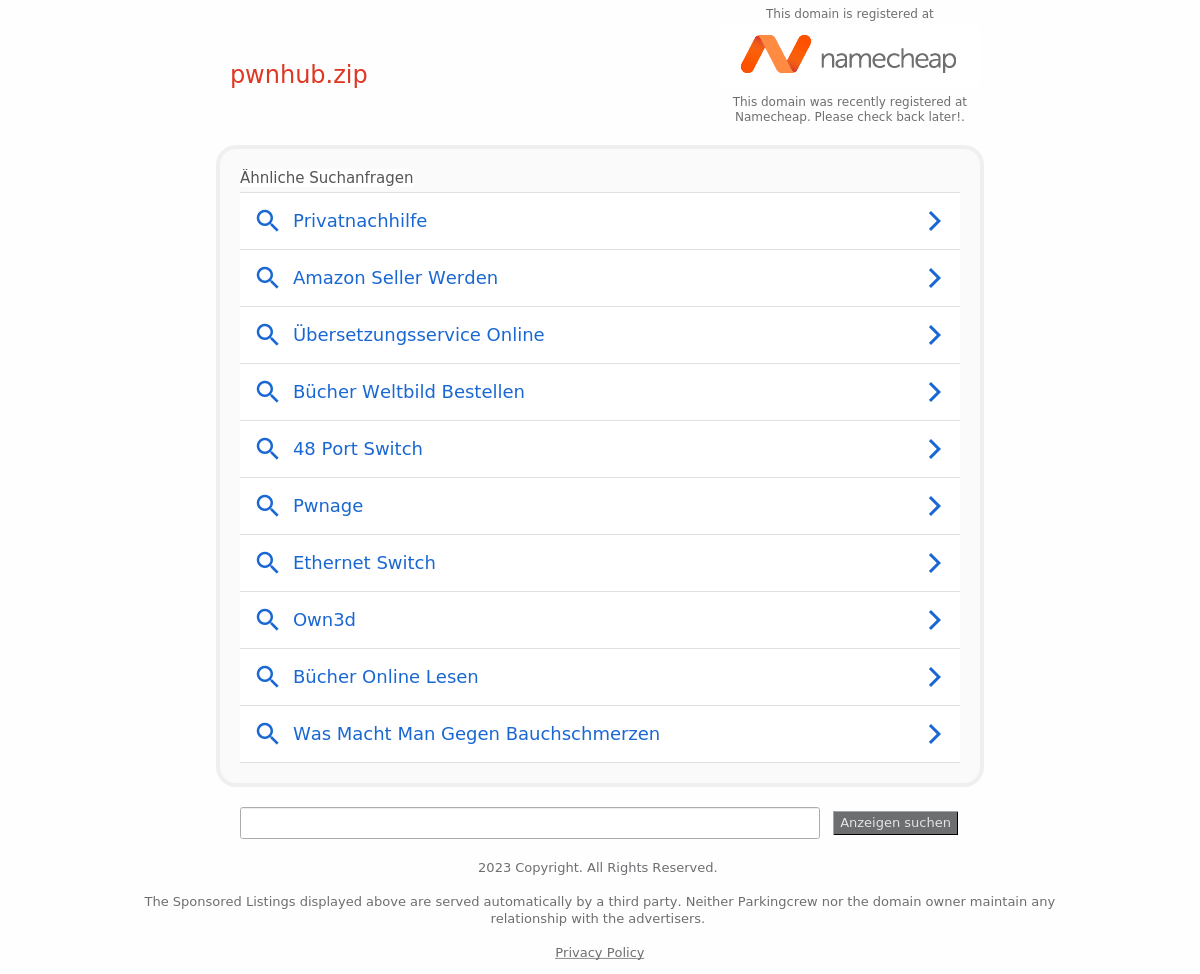 This domain is registered at
namecheap
pwnhub.zip
This domain was recently registered at
Namecheap. Please check back later!.
Ähnliche Suchanfragen
Privatnachhilfe
Amazon Seller Werden
Übersetzungsservice Online
Bücher Weltbild Bestellen
48 Port Switch
Pwnage
Ethernet Switch
Own3d
Bücher Online Lesen
Was Macht Man Gegen Bauchschmerzen
Anzeigen suchen
2023 Copyright. All Rights Reserved.
The Sponsored Listings displayed above are served automatically by a third party. Neither Parkingcrew nor the domain owner maintain any
relationship with the advertisers.
Privacy Policy